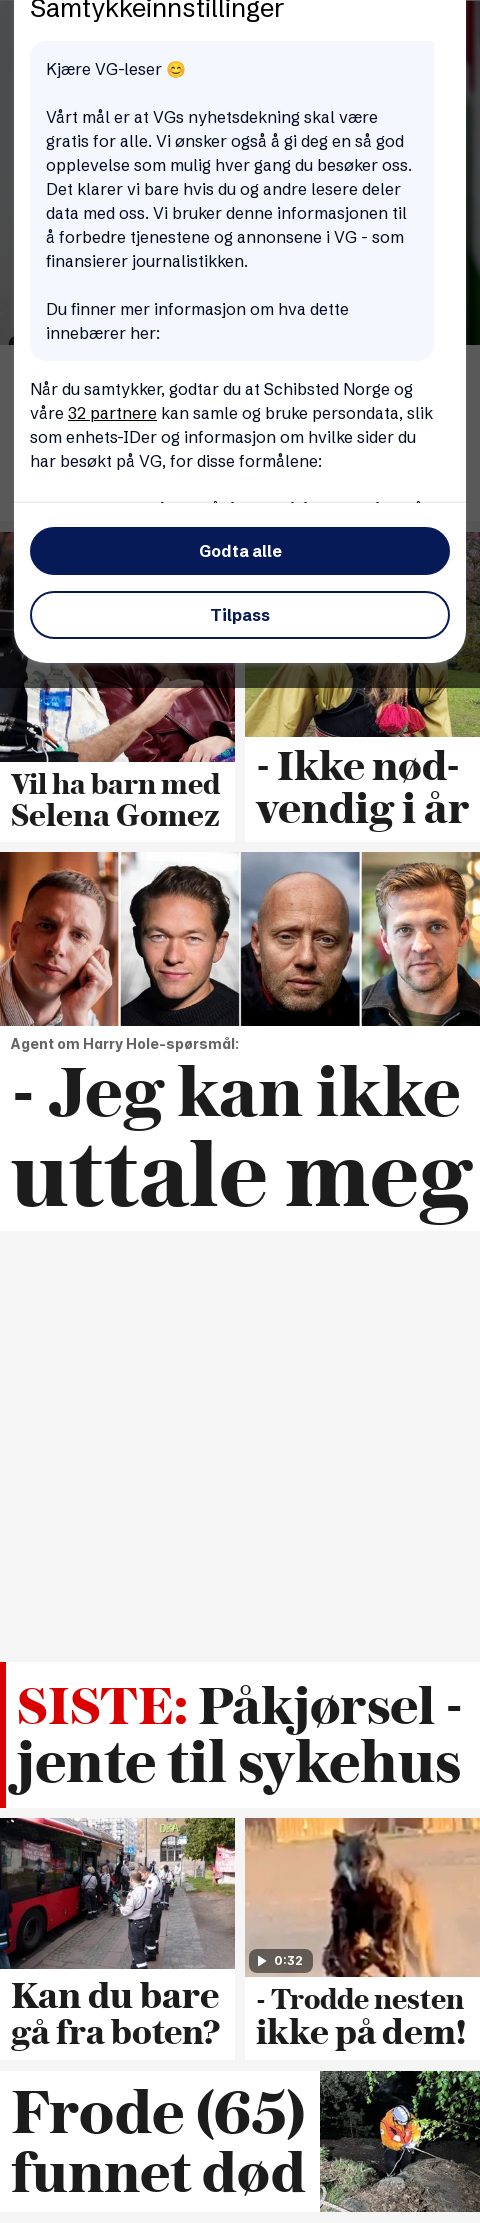 Samtykkeinnstillinger
Kjære VG-leser 😊
Vårt mål er at VGs nyhetsdekning skal være
gratis for alle. Vi ønsker også å gi deg en så god
opplevelse som mulig hver gang du besøker oss.
Det klarer vi bare hvis du og andre lesere deler
data med oss. Vi bruker denne informasjonen til
å forbedre tjenestene og annonsene i VG - som
finansierer journalistikken.
Du finner mer informasjon om hva dette
innebærer her:
Når du samtykker, godtar du at Schibsted Norge og
våre 32 partnere kan samle og bruke persondata, slik
som enhets-IDer og informasjon om hvilke sider du
har besøkt på VG, for disse formålene:
Godta alle
Tilpass
Vil ha barn med
Selena Gomez
- Ikke nød-
vendig i år
Agent om Harry Hole-spørsmål:
- Jeg kan ikke
uttale meg
SISTE: Påkjørsel -
jente til sykehus
0:32
Kan du bare
gå fra boten?
- Trodde nesten
ikke på dem!
Frode (65)
funnet død